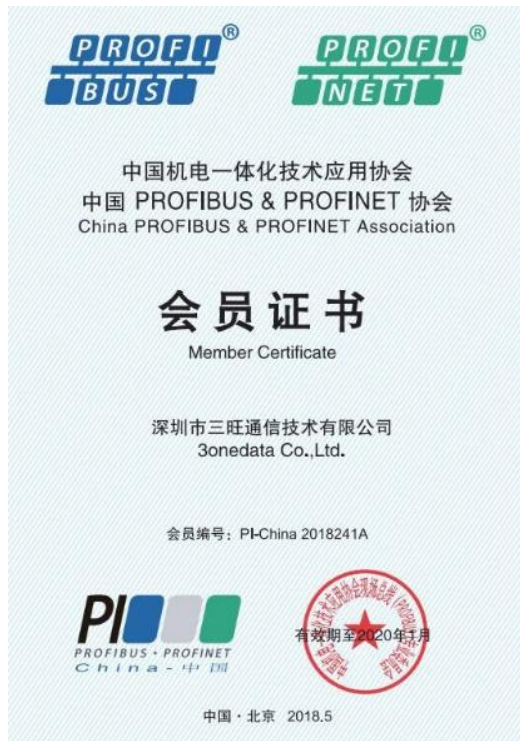 PROFI®
BUS
PROFI®
NET
中国机电一体化技术应用协会
中国 PROFIBUS & PROFINET 协会
China PROFIBUS & PROFINET Association
会员证书
Member Certificate
深圳市三旺通信技术有限公司
3onedata Co.,Ltd.
会员编号：PI-China 2018241A
PI
PROFIBUS · PROFINET
China - 中国
有效期至2020年1月
中国 · 北京 2018.5